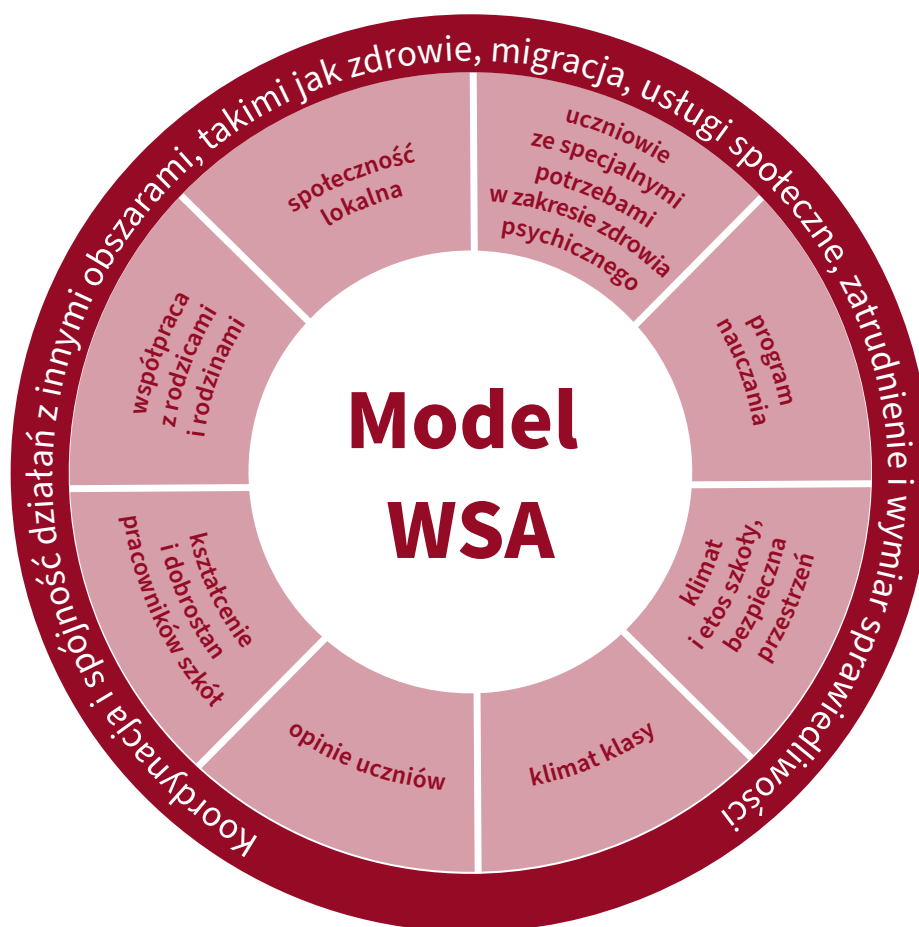 Koordynacja i spójność działań z innymi obszarami, takimi jak zdrowie, migracja, usługi społeczne, zatrudnienie i wymiar sprawiedliwości
uczniowie
ze specjalnymi
potrzebami
w zakresie zdrowia
psychicznego
program
nauczania
klimat
i etos szkoły,
bezpieczna
przestrzeń
klimat klasy
opinie uczniów
kształcenie
i dobrostan
pracowników szkół
współpraca
z rodzicami
i rodzinami
społeczność
lokalna
Model
WSA